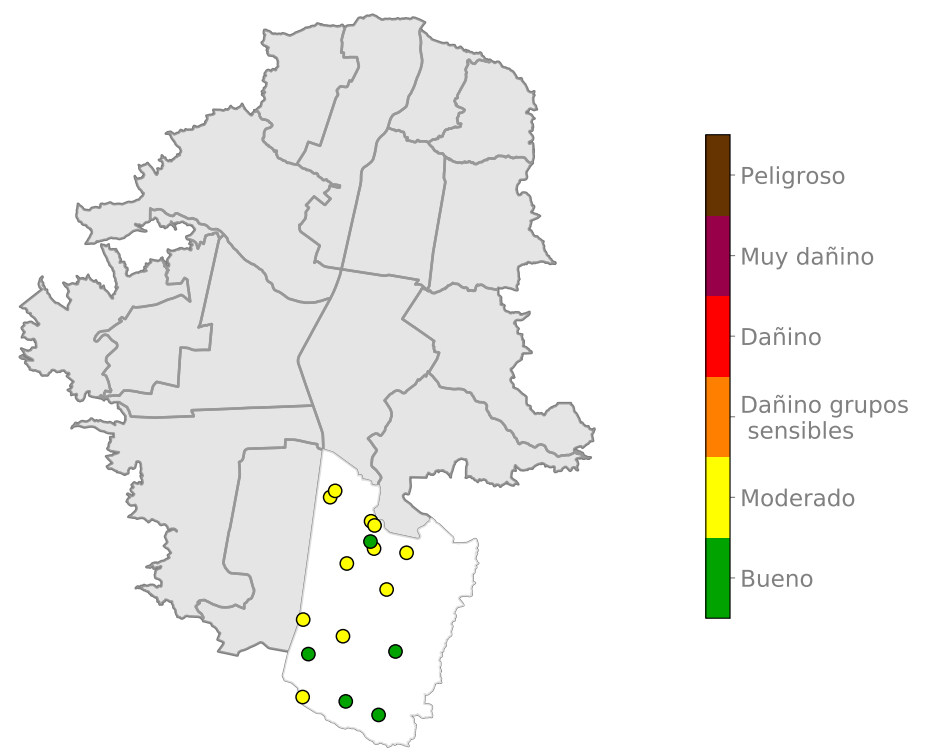 Peligroso
Muy dañino
Dañino
Dañino grupos
sensibles
Moderado
Bueno